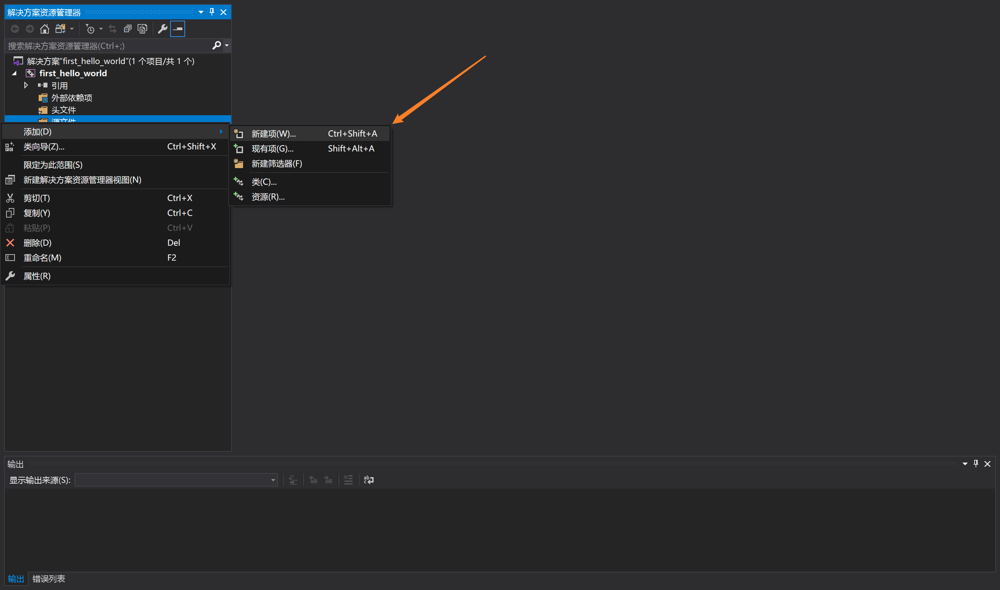 解决方案资源管理器
搜索解决方案资源管理器(Ctrl+;)
解决方案“first_hello_world”(1 个项目/共 1 个)
first_hello_world
引用
外部依赖项
头文件
源文件
添加(D)
类向导(Z)... Ctrl+Shift+X
限定为此范围(S)
新建解决方案资源管理器视图(N)
剪切(T) Ctrl+X
复制(Y) Ctrl+C
粘贴(P) Ctrl+V
删除(D) Del
重命名(M) F2
属性(R)
新建项(W)... Ctrl+Shift+A
现有项(G)... Shift+Alt+A
新建筛选器(F)
类(C)...
资源(R)...
输出
显示输出来源(S):
输出 错误列表